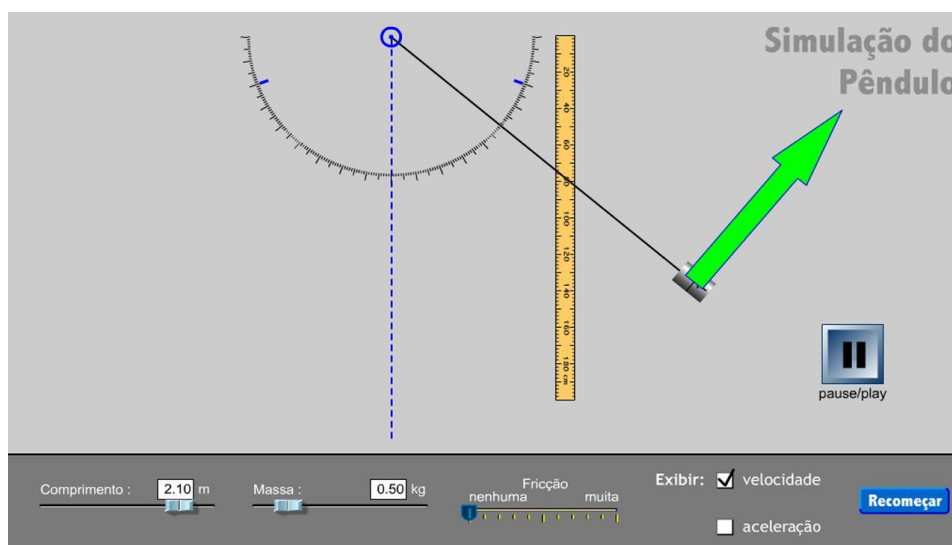 Simulação do
Pêndulo
20
40
60
80
100
120
140
160
180 cm
pause/play
Comprimento : 2.10 m
Massa : 0.50 kg
Fricção
nenhuma muita
Exibir: velocidade
aceleração
Recomeçar